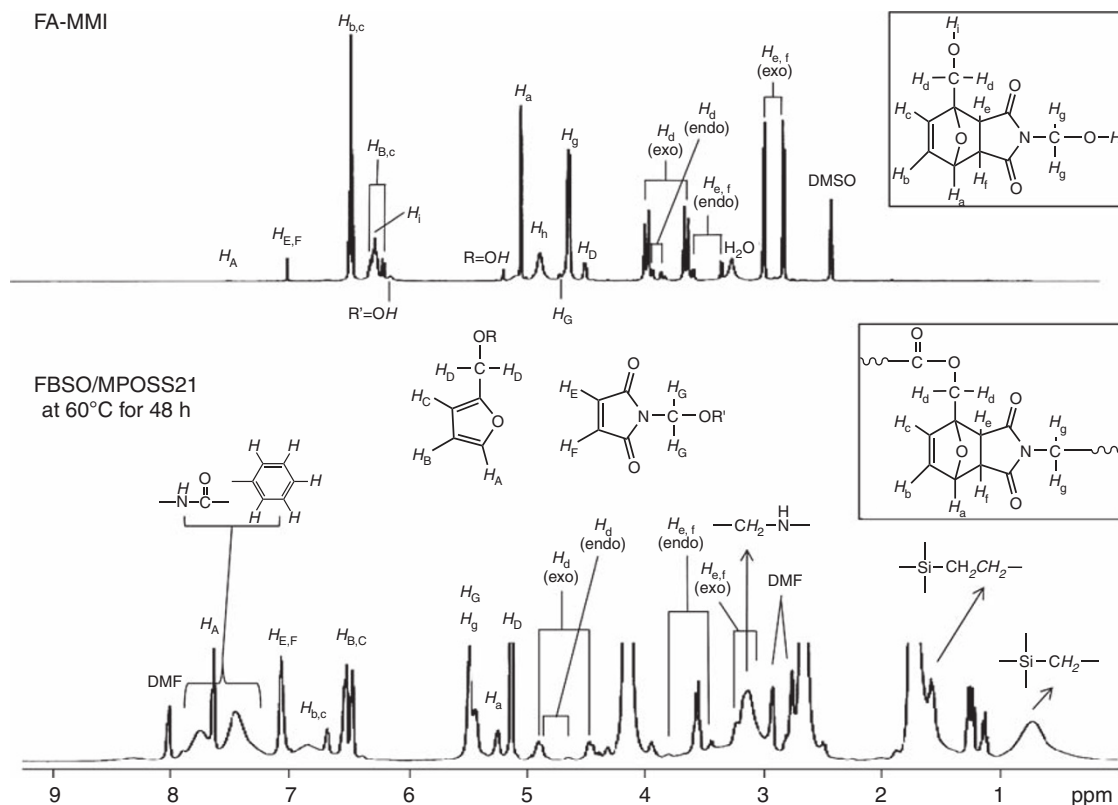 FA-MMI
H_A
H_E,F
H_b,c
H_B,c
H_i
R'=OH
R=OH
H_a
H_h
H_g
H_G
H_D
H_d
(exo)
H_d
(endo)
H_e, f
(endo)
H_2O
H_e, f
(exo)
DMSO
H_i
O
H_d C H_d
H_c H_e O
O N C O-H
H_b H_f O
H_a
H_g
H_g
FBSO/MPOSS21
at 60°C for 48 h
OR
H_D C H_D
H_C O
H_B
H_A
O
H_E H_G
N C OR'
H_F H_G
O
O
C O
H_d C H_d
H_c H_e O
O N C
H_b H_f O
H_a
H_g
H_g
H O
N C
H H
H
H H
DMF
H_A
H_E,F
H_b,c
H_B,C
H_G
H_g
H_a
H_D
H_d
(exo)
H_d
(endo)
H_e, f
(endo)
H_e,f
(exo)
H
CH_2 N
DMF
Si CH_2CH_2
Si CH_2
9 8 7 6 5 4 3 2 1 ppm